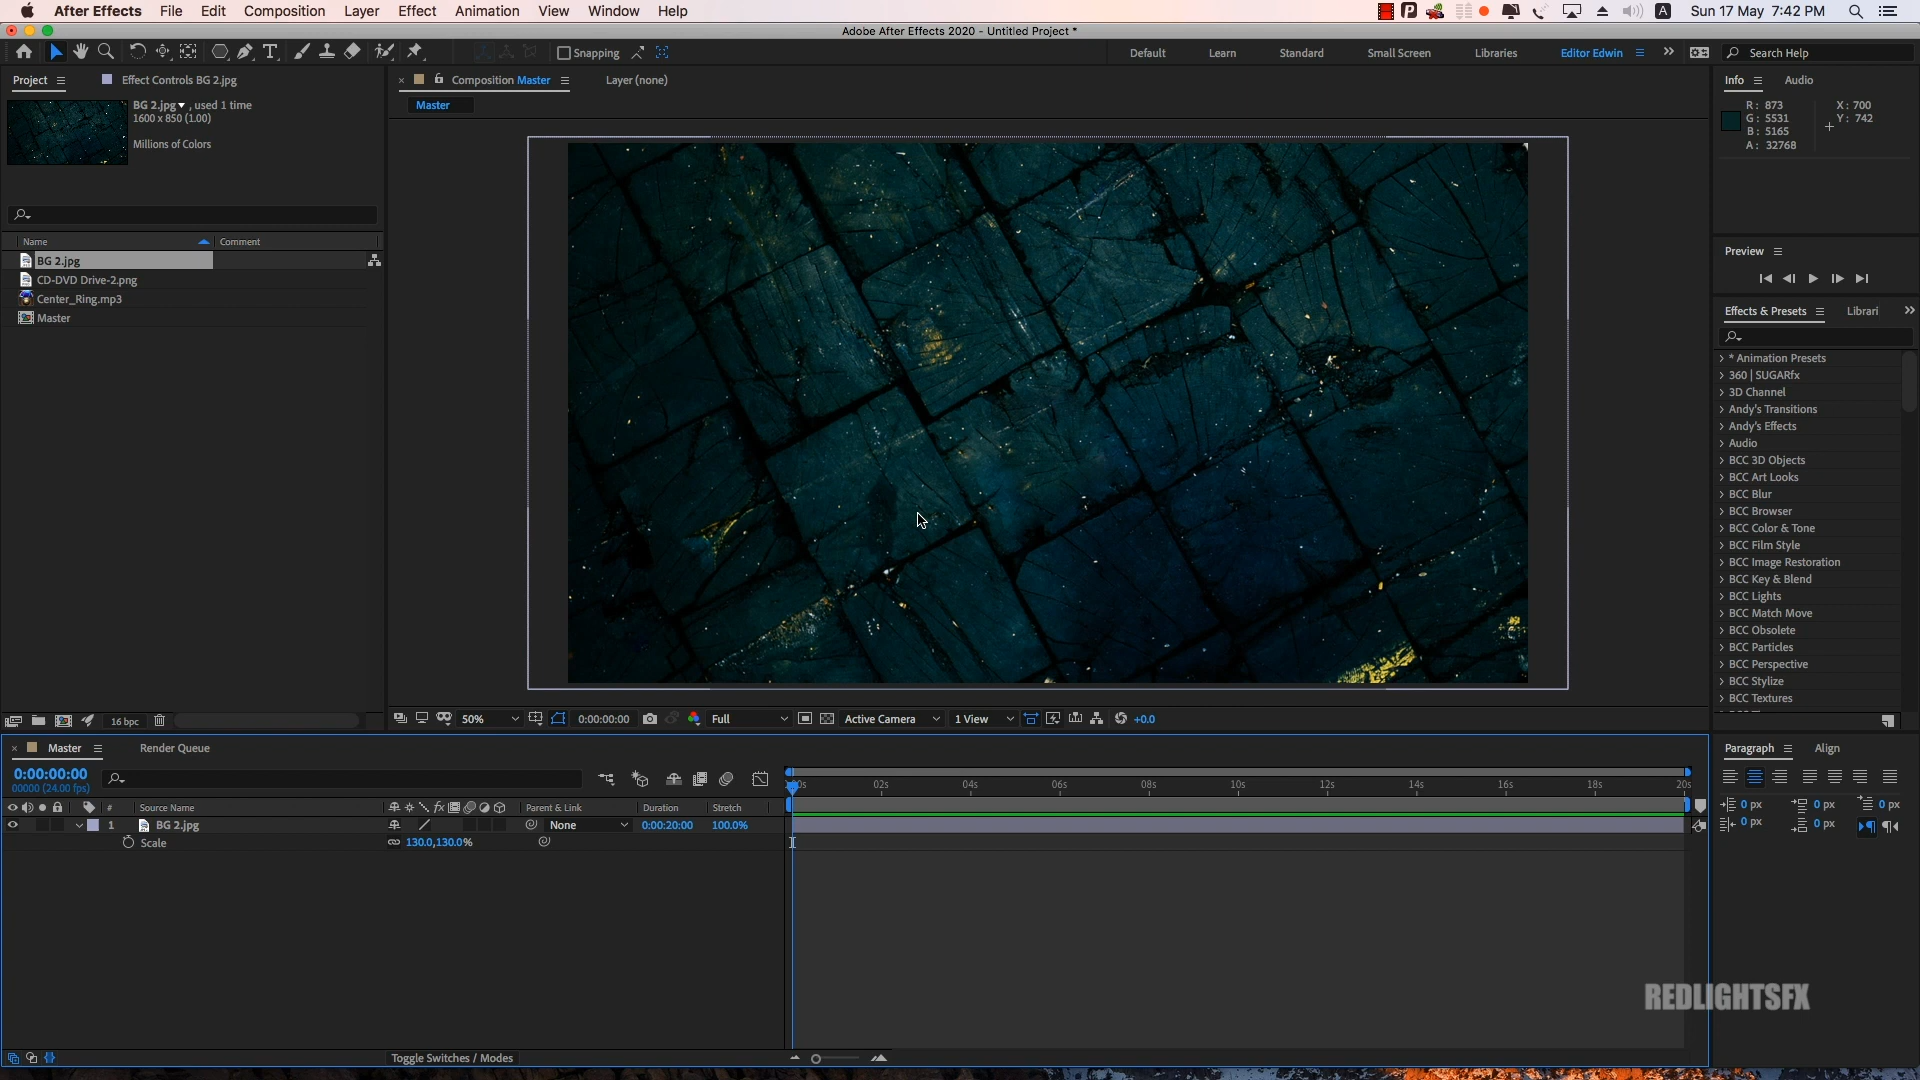 After Effects File Edit Composition Layer Effect Animation View Window Help
Sun 17 May 7:42 PM
Adobe After Effects 2020 - Untitled Project *
Snapping
Default Learn Standard Small Screen Libraries Editor Edwin
Search Help
Project
Effect Controls BG 2.jpg
BG 2.jpg , used 1 time
1600 x 850 (1.00)
Millions of Colors
Name Comment
BG 2.jpg
CD-DVD Drive-2.png
Center_Ring.mp3
Master
16 bpc
Composition Master
Layer (none)
Master
50%
0:00:00:00
Full
Active Camera
1 View
+0.0
Info Audio
R: 873
G: 5531
B: 5165
A: 32768
X: 700
Y: 742
Preview
Effects & Presets
Librari
* Animation Presets
360 | SUGARfx
3D Channel
Andy's Transitions
Andy's Effects
Audio
BCC 3D Objects
BCC Art Looks
BCC Blur
BCC Browser
BCC Color & Tone
BCC Film Style
BCC Image Restoration
BCC Key & Blend
BCC Lights
BCC Match Move
BCC Obsolete
BCC Particles
BCC Perspective
BCC Stylize
BCC Textures
Master
Render Queue
0:00:00:00
00000 (24.00 fps)
# Source Name Parent & Link Duration Stretch
1 BG 2.jpg None 0:00:20:00 100.0%
Scale 130.0,130.0%
02s 04s 06s 08s 10s 12s 14s 16s 18s 20s
Toggle Switches / Modes
Paragraph Align
0 px 0 px 0 px
0 px 0 px
REDLIGHTSFX